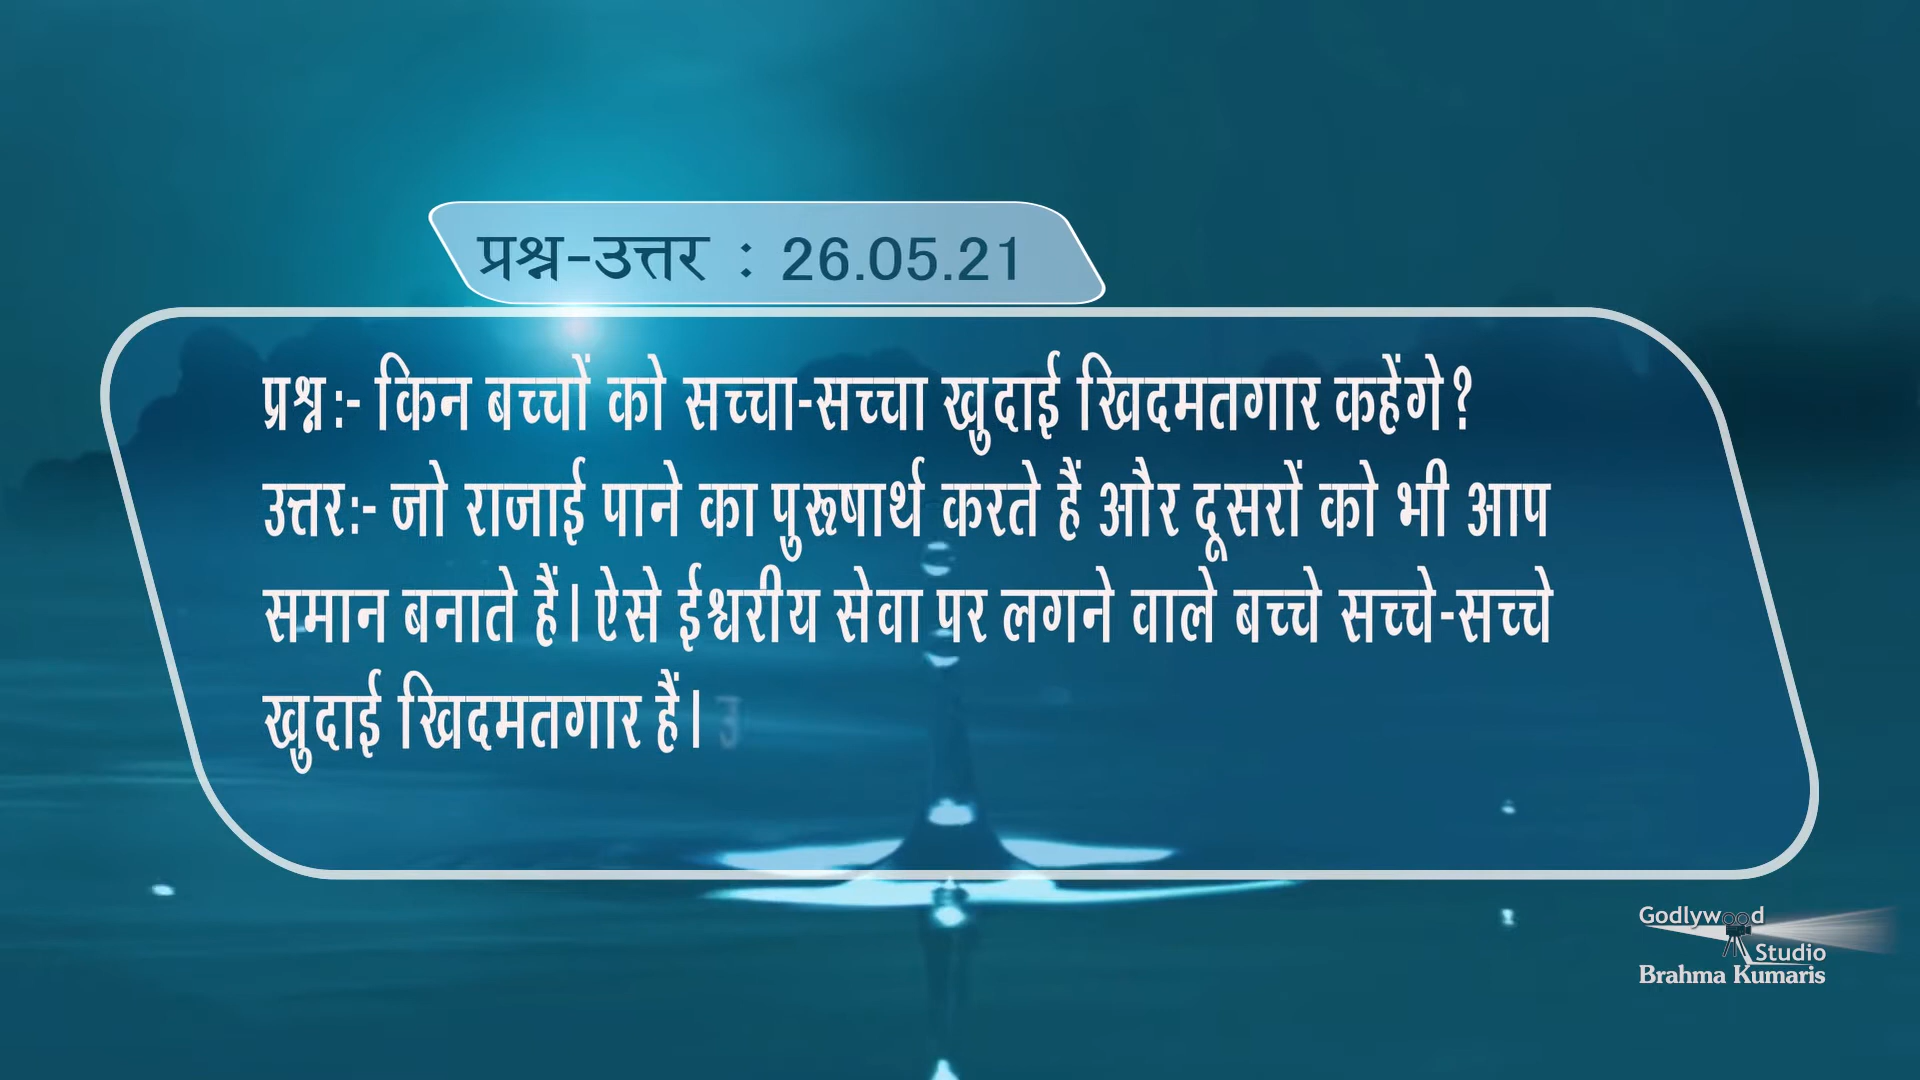 प्रश्न-उत्तर : 26.05.21
प्रश्न:- किन बच्चों को सच्चा-सच्चा खुदाई खिदमतगार कहेंगे?
उत्तर:- जो राजाई पाने का पुरूषार्थ करते हैं और दूसरों को भी आप
समान बनाते हैं। ऐसे ईश्वरीय सेवा पर लगने वाले बच्चे सच्चे-सच्चे
खुदाई खिदमतगार हैं। उ
Godlywood
Studio
Brahma Kumaris